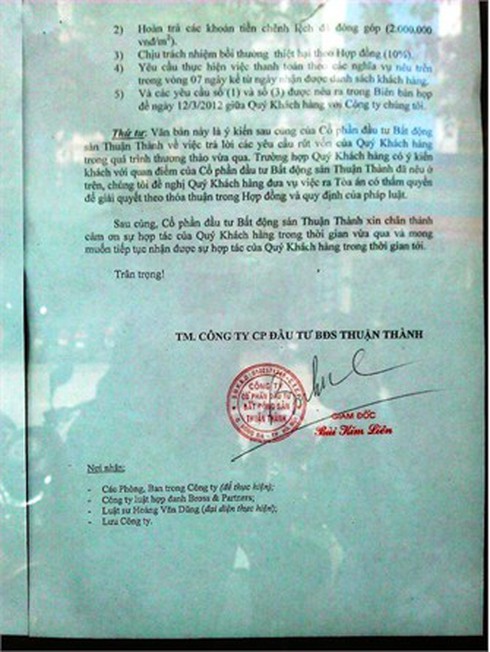 2) Hoàn trả các khoản tiền chênh lệch đã đóng góp (2.000.000
vnđ/m²).
3) Chịu trách nhiệm bồi thường thiệt hại theo Hợp đồng (10%).
4) Yêu cầu thực hiện việc thanh toán theo các nghĩa vụ nêu trên
trong vòng 07 ngày kể từ ngày nhận được danh sách khách hàng.
5) Và các yêu cầu số (1) và số (3) được nêu ra trong Biên bản họp
đề ngày 12/3/2012 giữa Quý Khách hàng với Công ty chúng tôi.
Thứ tư: Văn bản này là ý kiến sau cùng của Cổ phần đầu tư Bất động
sản Thuận Thành về việc trả lời các yêu cầu rút vốn của Quý Khách hàng
trong quá trình thương thảo vừa qua. Trường hợp Quý Khách hàng có ý kiến
khác với quan điểm của Cổ phần đầu tư Bất động sản Thuận Thành đã nêu ở
trên, chúng tôi đề nghị Quý Khách hàng đưa vụ việc ra Tòa án có thẩm quyền
để giải quyết theo thỏa thuận trong Hợp đồng và quy định của pháp luật.
Sau cùng, Cổ phần đầu tư Bất động sản Thuận Thành xin chân thành
cảm ơn sự hợp tác của Quý Khách hàng trong thời gian vừa qua và mong
muốn tiếp tục nhận được sự hợp tác của Quý Khách hàng trong thời gian tới.
Trân trọng!
TM. CÔNG TY CP ĐẦU TƯ BĐS THUẬN THÀNH
CÔNG TY
CỔ PHẦN ĐẦU TƯ
BẤT ĐỘNG SẢN
THUẬN THÀNH
GIÁM ĐỐC
Bùi Kim Liên
Nơi nhận:
- Các Phòng, Ban trong Công ty (để thực hiện);
- Công ty luật hợp danh Bross & Partners;
- Luật sư Hoàng Văn Dũng (đại diện thực hiện);
- Lưu Công ty.